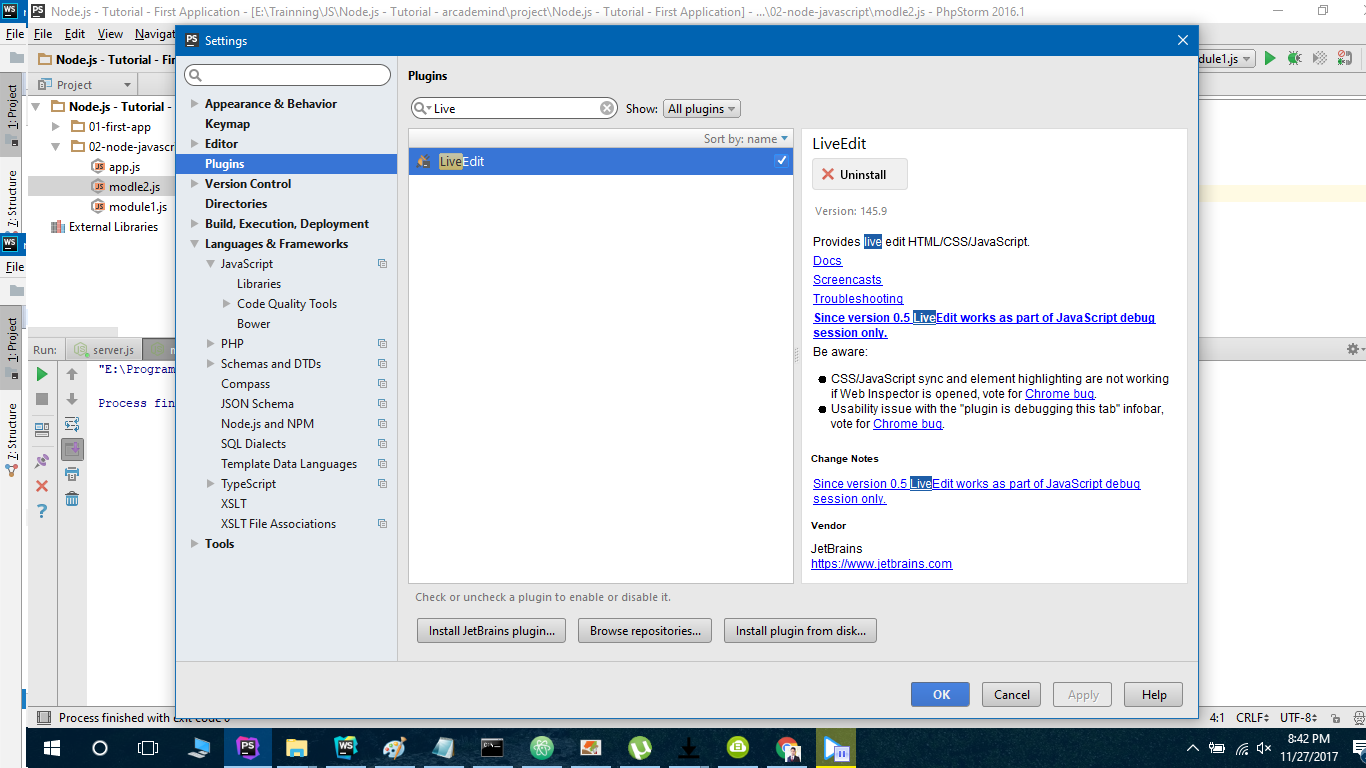 arcademind
PS Node.js - Tutorial - First Application - [E:\Trainning\JS\Node.js - Tutorial - arcademind\project\Node.js - Tutorial - First Application] - ...\02-node-javascript\modle2.js - PhpStorm 2016.1
File File Edit View Navigat
Node.js - Tutorial - Firs
dule1.js
Project
1: Project
Node.js - Tutorial -
01-first-app
02-node-javascr
app.js
modle2.js
module1.js
External Libraries
7: Structure
WS
File
1: Project
7: Structure
Run: server.js
"E:\Program
Process fin
Settings
Appearance & Behavior
Keymap
Editor
Plugins
Version Control
Directories
Build, Execution, Deployment
Languages & Frameworks
JavaScript
Libraries
Code Quality Tools
Bower
PHP
Schemas and DTDs
Compass
JSON Schema
Node.js and NPM
SQL Dialects
Template Data Languages
TypeScript
XSLT
XSLT File Associations
Tools
Plugins
Live Show: All plugins
Sort by: name
LiveEdit
LiveEdit
Uninstall
Version: 145.9
Provides live edit HTML/CSS/JavaScript.
Docs
Screencasts
Troubleshooting
Since version 0.5 LiveEdit works as part of JavaScript debug
session only.
Be aware:
● CSS/JavaScript sync and element highlighting are not working
if Web Inspector is opened, vote for Chrome bug.
● Usability issue with the "plugin is debugging this tab" infobar,
vote for Chrome bug.
Change Notes
Since version 0.5 LiveEdit works as part of JavaScript debug
session only.
Vendor
JetBrains
https://www.jetbrains.com
Check or uncheck a plugin to enable or disable it.
Install JetBrains plugin... Browse repositories... Install plugin from disk...
OK Cancel Apply Help
Process finished with exit code 0
4:1 CRLF UTF-8
8:42 PM
11/27/2017